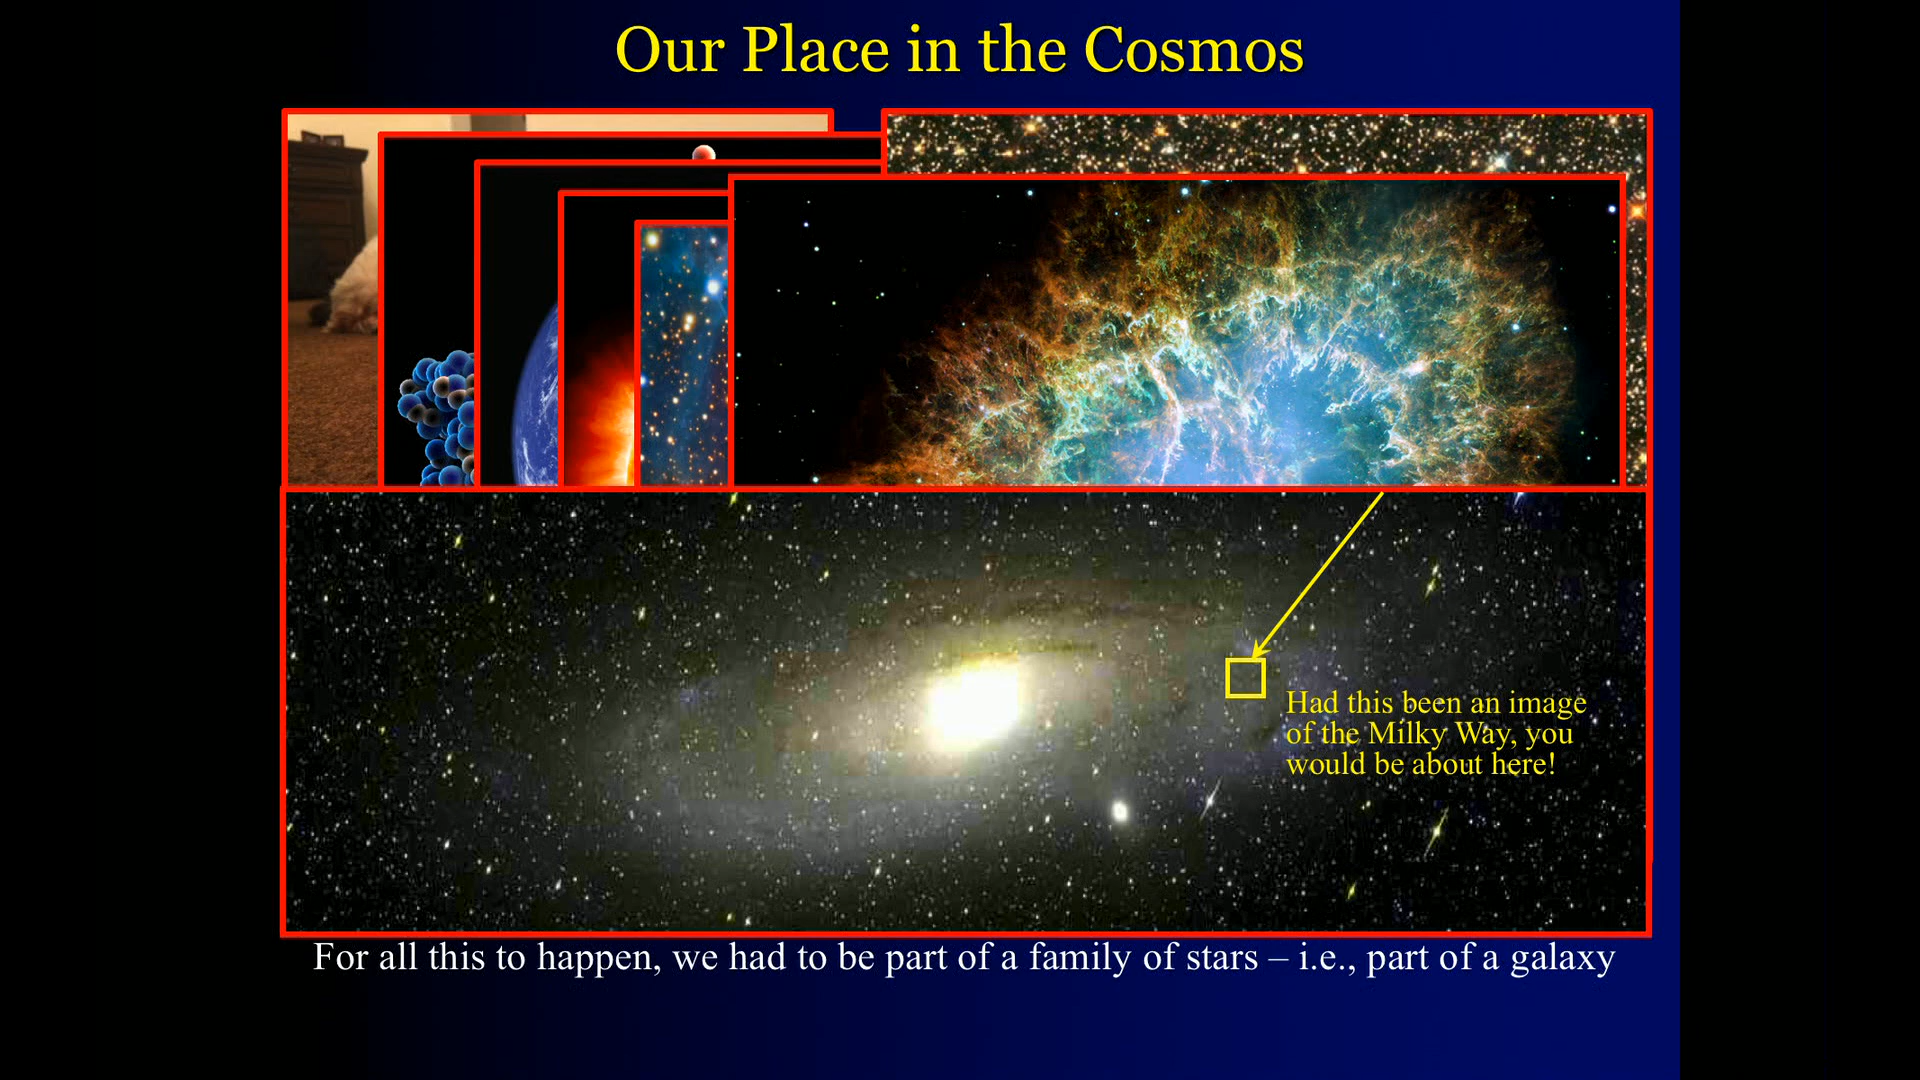 Our Place in the Cosmos
Had this been an image
of the Milky Way, you
would be about here!
For all this to happen, we had to be part of a family of stars – i.e., part of a galaxy